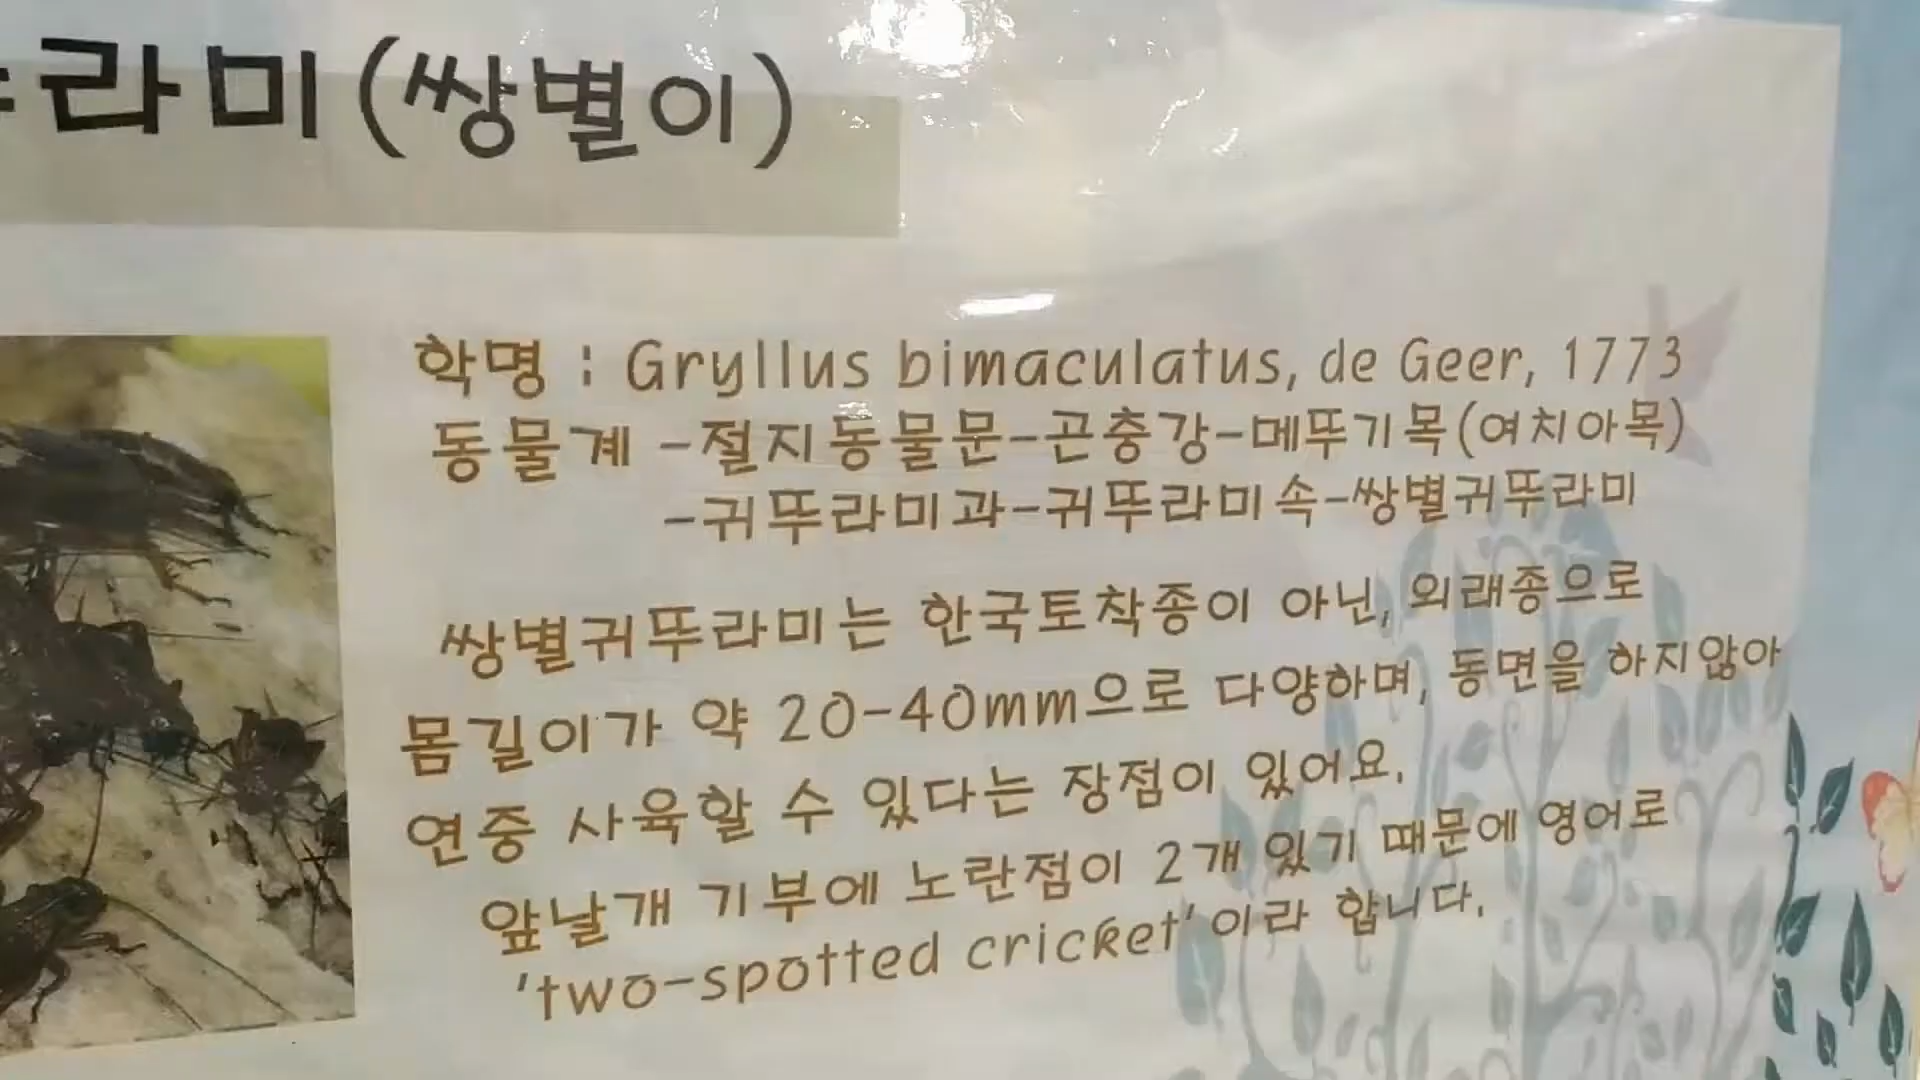 라미(쌍별이)
학명 : Gryllus bimaculatus, de Geer, 1773
동물계 -절지동물문-곤충강-메뚜기목(여치아목)
-귀뚜라미과-귀뚜라미속-쌍별귀뚜라미
쌍별귀뚜라미는 한국토착종이 아닌, 외래종으로
몸길이가 약 20-40mm으로 다양하며, 동면을 하지않아
연중 사육할 수 있다는 장점이 있어요.
앞날개 기부에 노란점이 2개 있기 때문에 영어로
'two-spotted cricket'이라 합니다.